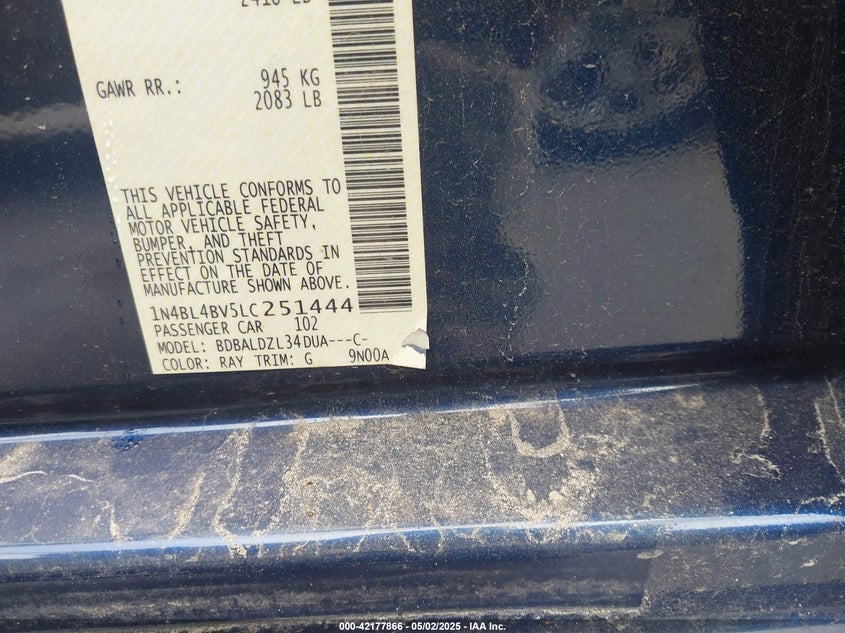 GAWR RR.: 945 KG
2083 LB
THIS VEHICLE CONFORMS TO
ALL APPLICABLE FEDERAL
MOTOR VEHICLE SAFETY,
BUMPER, AND THEFT
PREVENTION STANDARDS IN
EFFECT ON THE DATE OF
MANUFACTURE SHOWN ABOVE.
1N4BL4BV5LC251444
PASSENGER CAR 102
MODEL: BDBALDZL34DUA---C-
COLOR: RAY TRIM: G 9N00A
000-42177866 - 05/02/2025 - IAA Inc.